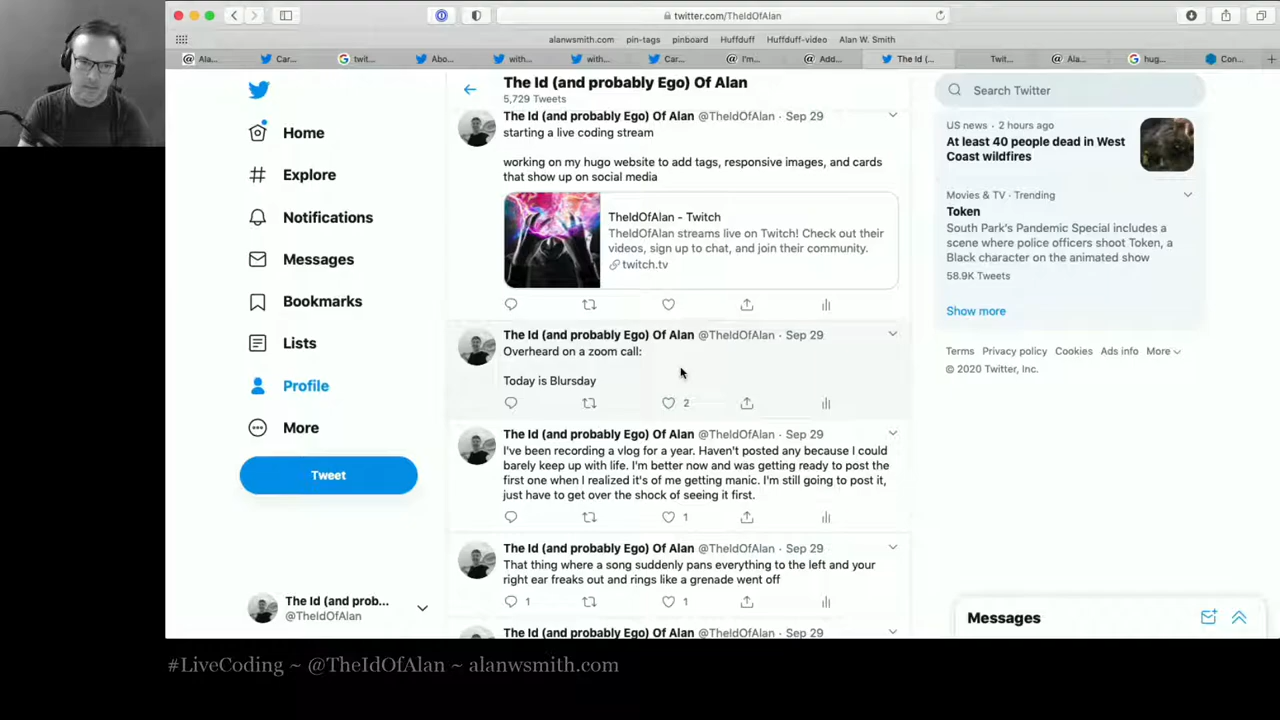 twitter.com/TheIdOfAlan
alanwsmith.com pin-tags pinboard Huffduff Huffduff-video Alan W. Smith
Ala... Car... twit... Abo... with... with... Car... I'm... Add... The Id (... Twit... Ala... hug... Con...
The Id (and probably Ego) Of Alan
5,729 Tweets
Home
Explore
Notifications
Messages
Bookmarks
Lists
Profile
More
Tweet
The Id (and prob...
@TheIdOfAlan
The Id (and probably Ego) Of Alan @TheIdOfAlan · Sep 29
starting a live coding stream
working on my hugo website to add tags, responsive images, and cards
that show up on social media
TheIdOfAlan - Twitch
TheIdOfAlan streams live on Twitch! Check out their
videos, sign up to chat, and join their community.
twitch.tv
The Id (and probably Ego) Of Alan @TheIdOfAlan · Sep 29
Overheard on a zoom call:
Today is Blursday
2
The Id (and probably Ego) Of Alan @TheIdOfAlan · Sep 29
I've been recording a vlog for a year. Haven't posted any because I could
barely keep up with life. I'm better now and was getting ready to post the
first one when I realized it's of me getting manic. I'm still going to post it,
just have to get over the shock of seeing it first.
1
The Id (and probably Ego) Of Alan @TheIdOfAlan · Sep 29
That thing where a song suddenly pans everything to the left and your
right ear freaks out and rings like a grenade went off
1 1
The Id (and probably Ego) Of Alan @TheIdOfAlan · Sep 29
Search Twitter
US news · 2 hours ago
At least 40 people dead in West
Coast wildfires
Movies & TV · Trending
Token
South Park's Pandemic Special includes a
scene where police officers shoot Token, a
Black character on the animated show
58.9K Tweets
Show more
Terms Privacy policy Cookies Ads info More
© 2020 Twitter, Inc.
Messages
#LiveCoding ~ @TheIdOfAlan ~ alanwsmith.com